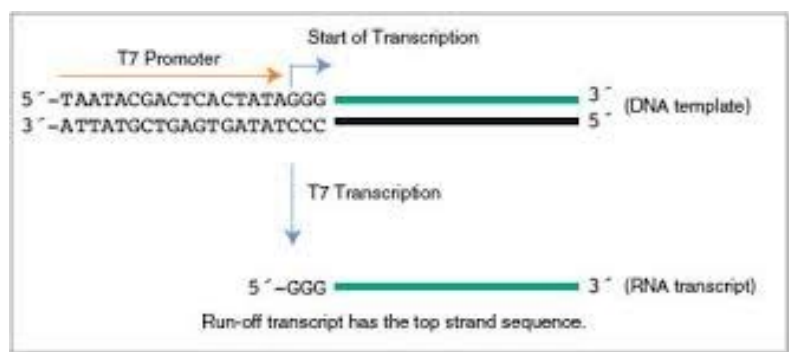 Start of Transcription
T7 Promoter
5´-TAATACGACTCACTATAGGG 3´
(DNA template)
3´-ATTATGCTGAGTGATATCCC 5´
T7 Transcription
5´-GGG 3´ (RNA transcript)
Run-off transcript has the top strand sequence.